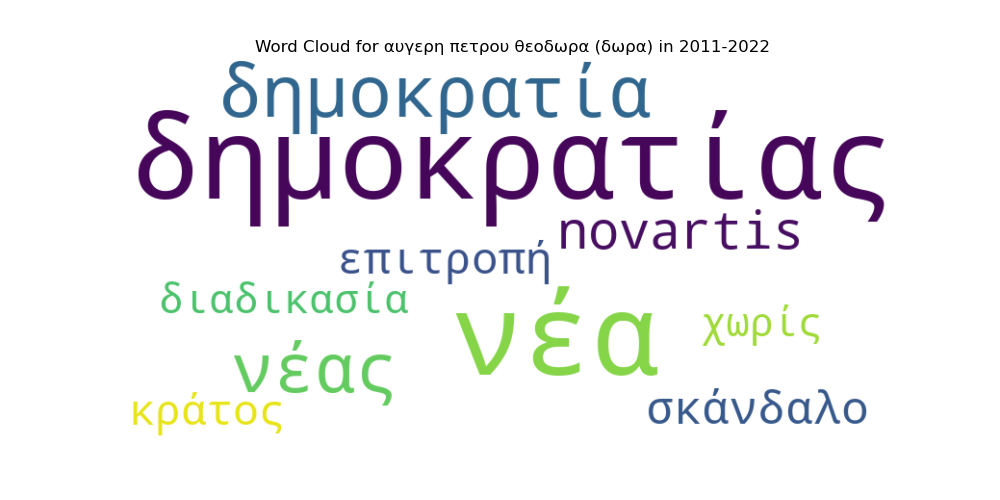 Word Cloud for αυγερη πετρου θεοδωρα (δωρα) in 2011-2022
δημοκρατία
δημοκρατίας
novartis
επιτροπή
διαδικασία
νέα
χωρίς
νέας
κράτος
σκάνδαλο